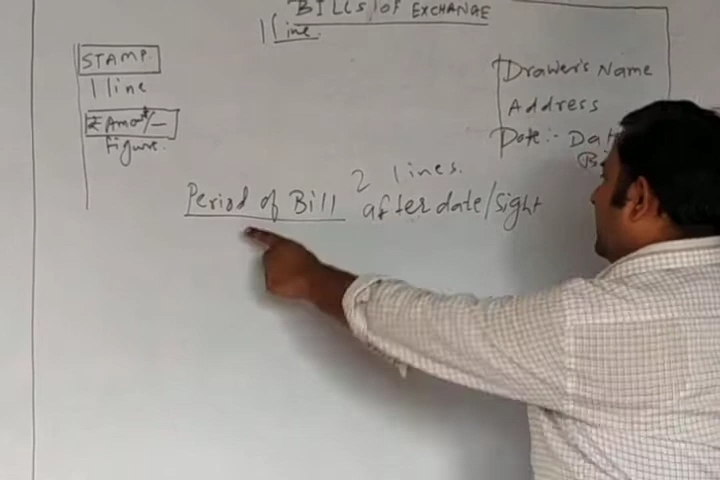 BILLS OF EXCHANGE
1 line.
STAMP
1 line
₹ Amount/-
figure.
Drawer's Name
Address
Date:-
2 lines.
Period of Bill after date/sight